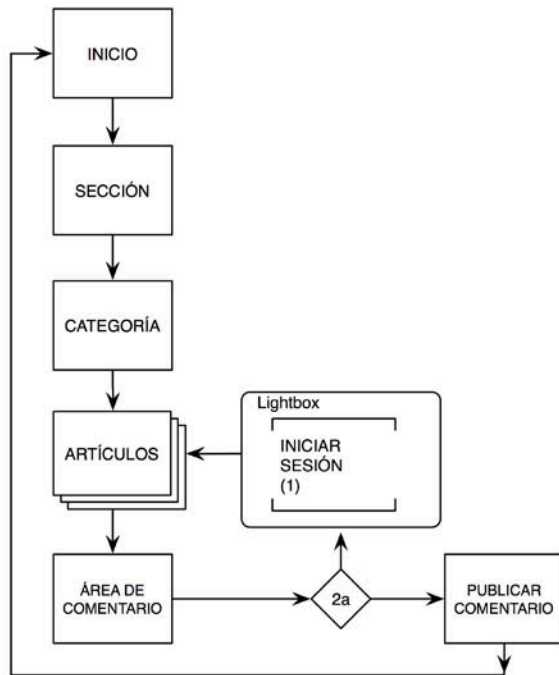 INICIO
SECCIÓN
CATEGORÍA
Lightbox
ARTÍCULOS
INICIAR
SESIÓN
(1)
ÁREA DE
COMENTARIO
2a
PUBLICAR
COMENTARIO